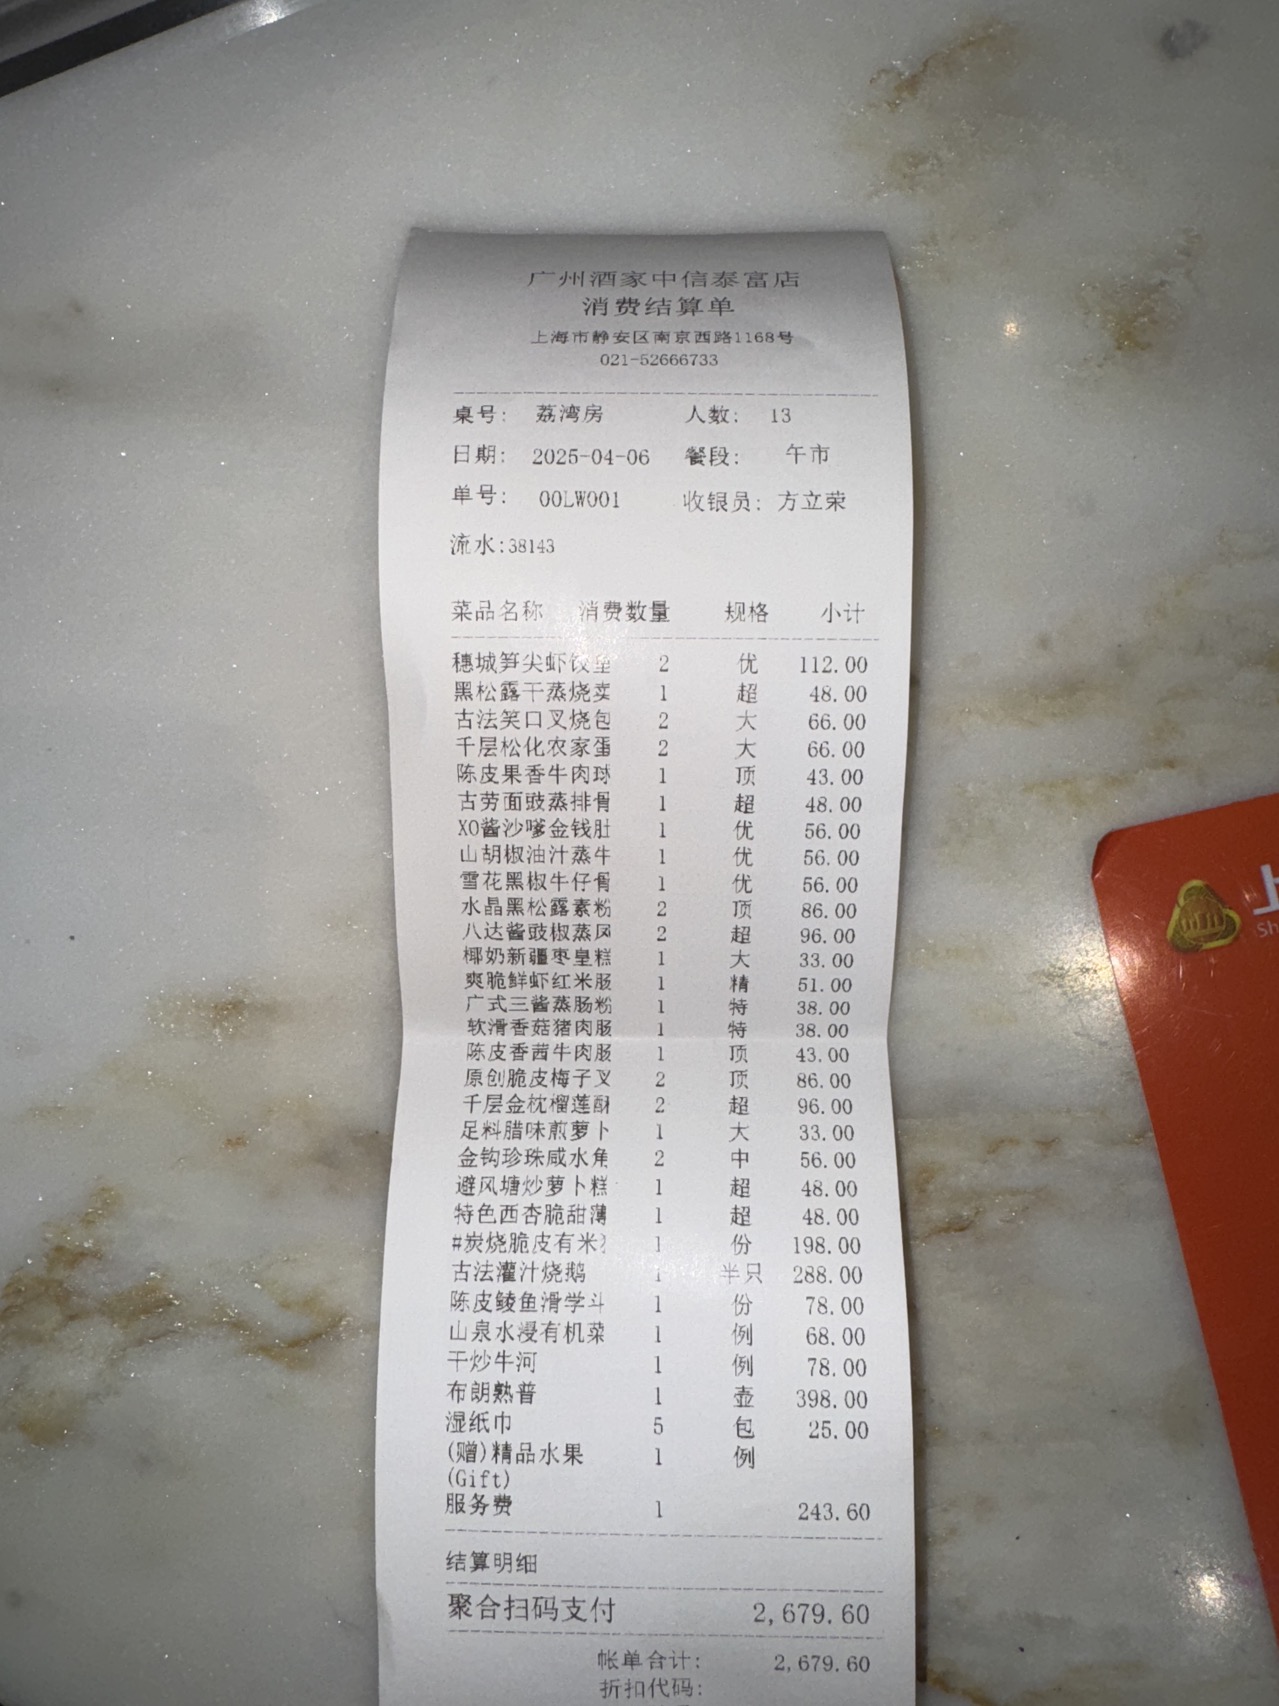 广州酒家中信泰富店
消费结算单
上海市静安区南京西路1168号
021-52666733
桌号: 荔湾房 人数: 13
日期: 2025-04-06 餐段: 午市
单号: 00LW001 收银员: 方立荣
流水:38143
菜品名称 消费数量 规格 小计
穗城笋尖虾饺皇 2 优 112.00
黑松露干蒸烧卖 1 超 48.00
古法笑口叉烧包 2 大 66.00
千层松化农家蛋 2 大 66.00
陈皮果香牛肉球 1 顶 43.00
古劳面豉蒸排骨 1 超 48.00
XO酱沙嗲金钱肚 1 优 56.00
山胡椒油汁蒸牛 1 优 56.00
雪花黑椒牛仔骨 1 优 56.00
水晶黑松露素粉 2 顶 86.00
八达酱豉椒蒸凤 2 超 96.00
椰奶新疆枣皇糕 1 大 33.00
爽脆鲜虾红米肠 1 精 51.00
广式三酱蒸肠粉 1 特 38.00
软滑香菇猪肉肠 1 特 38.00
陈皮香茜牛肉肠 1 顶 43.00
原创脆皮梅子叉 2 顶 86.00
千层金枕榴莲酥 2 超 96.00
足料腊味煎萝卜 1 大 33.00
金钩珍珠咸水角 2 中 56.00
避风塘炒萝卜糕 1 超 48.00
特色西杏脆甜薄 1 超 48.00
#炭烧脆皮有米 1 份 198.00
古法灌汁烧鹅 1 半只 288.00
陈皮鲮鱼滑学斗 1 份 78.00
山泉水浸有机菜 1 例 68.00
干炒牛河 1 例 78.00
布朗熟普 1 壶 398.00
湿纸巾 5 包 25.00
(赠)精品水果 1 例
(Gift)
服务费 1 243.60
结算明细
聚合扫码支付 2,679.60
帐单合计: 2,679.60
折扣代码:
上
Sh